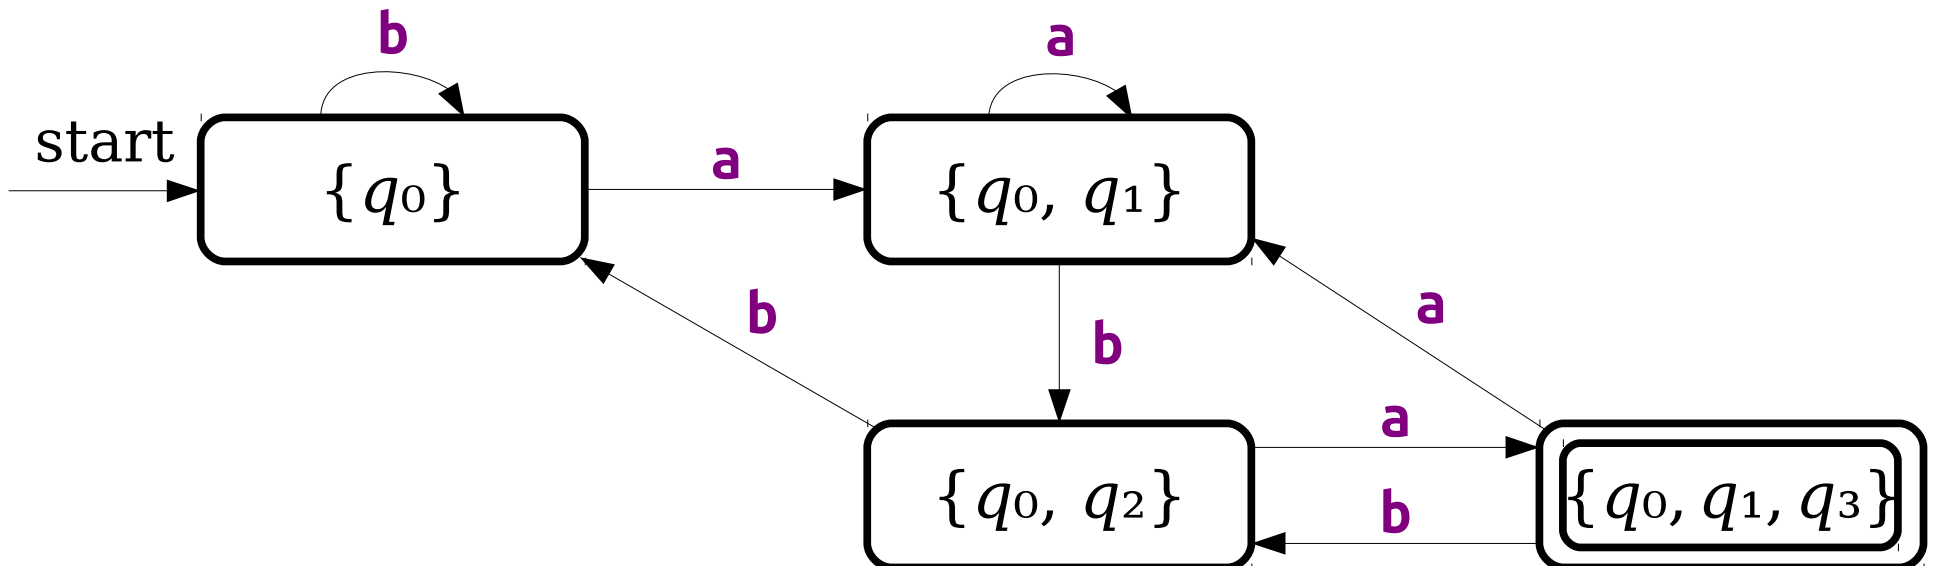 b
a
start
{q₀}
a
{q₀, q₁}
b
b
a
a
{q₀, q₂}
b
{q₀, q₁, q₃}